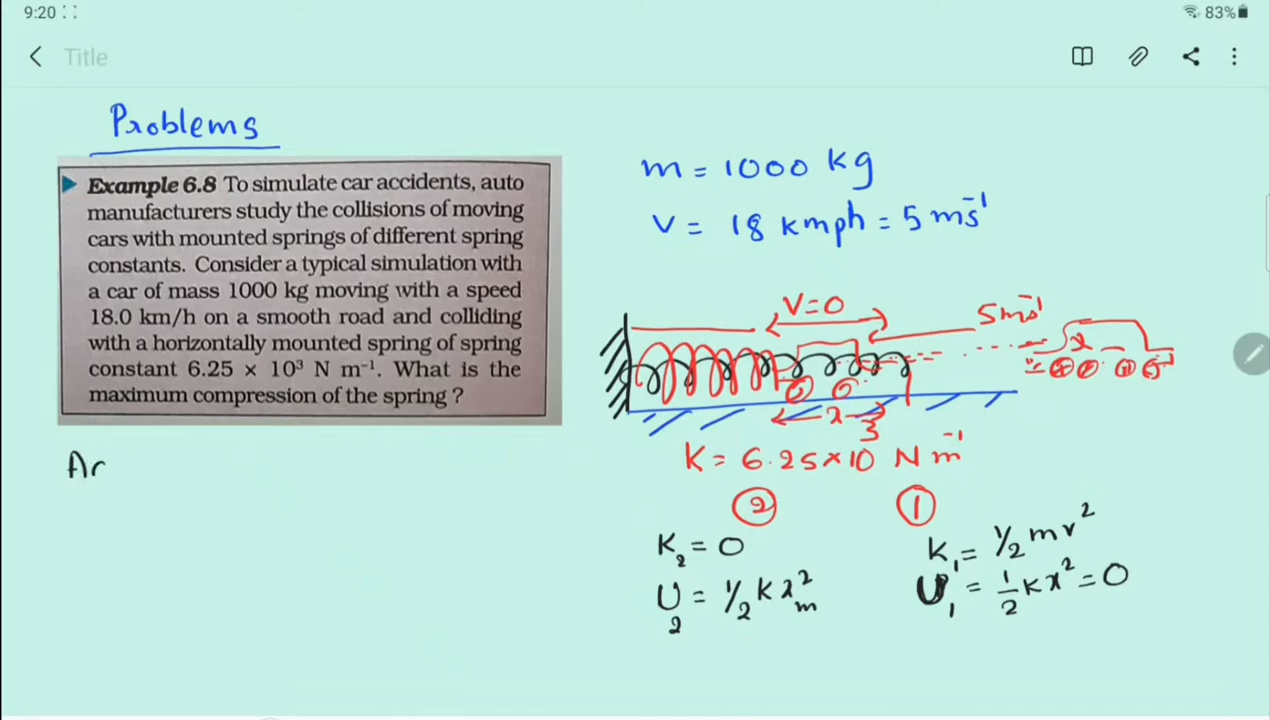 9:20
83%
Title
Problems
Example 6.8 To simulate car accidents, auto
manufacturers study the collisions of moving
cars with mounted springs of different spring
constants. Consider a typical simulation with
a car of mass 1000 kg moving with a speed
18.0 km/h on a smooth road and colliding
with a horizontally mounted spring of spring
constant 6.25 × 10³ N m⁻¹. What is the
maximum compression of the spring ?
Ar
m = 1000 kg
v = 18 kmph = 5 ms⁻¹
V=0
5ms⁻¹
x
K = 6.25×10³ N m⁻¹
② ①
K₂ = 0
U₂ = ½ k x²ₘ
K₁ = ½ mv²
U₁ = ½ kx² = 0